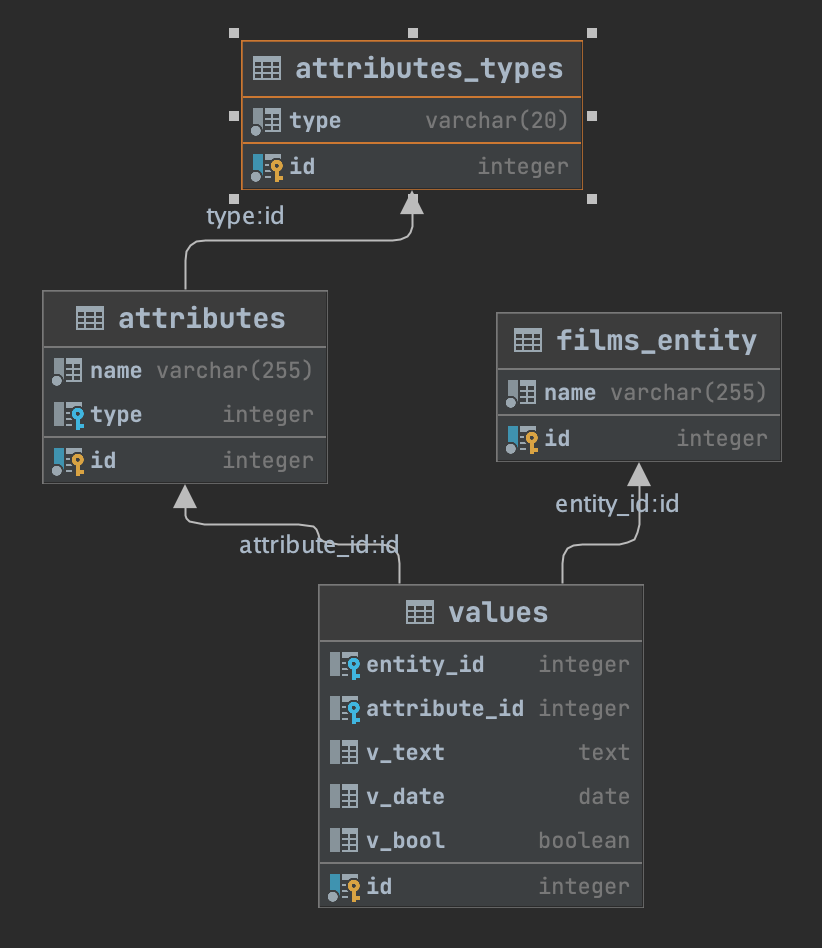 attributes_types
type varchar(20)
id integer
type:id
attributes
name varchar(255)
type integer
id integer
films_entity
name varchar(255)
id integer
entity_id:id
attribute_id:id
values
entity_id integer
attribute_id integer
v_text text
v_date date
v_bool boolean
id integer